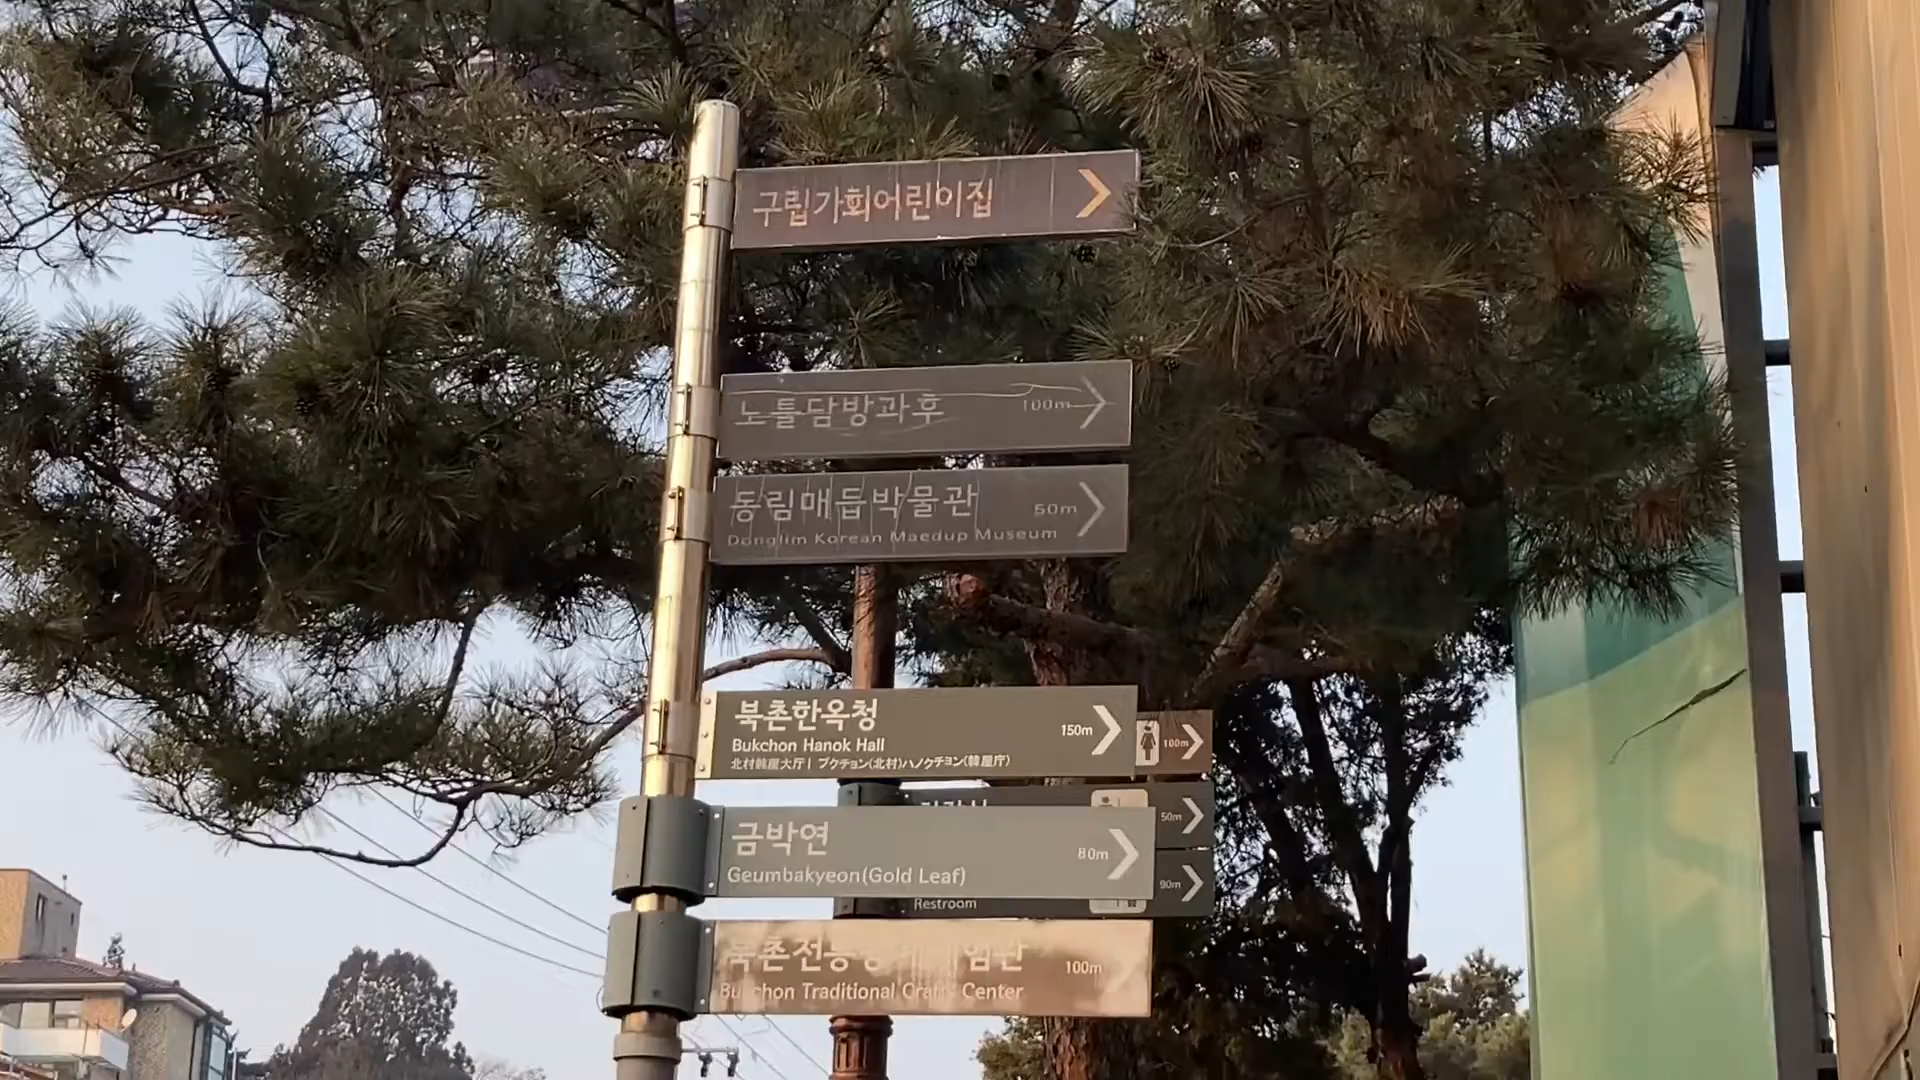 구립가회어린이집
노틀담방과후 100m
동림매듭박물관 50m
Donglim Korean Maedup Museum
북촌한옥청 150m
Bukchon Hanok Hall
北村韩屋大厅 | ブクチョン(北村)ハノクチョン(韓屋庁)
100m
50m
금박연 80m
Geumbakyeon(Gold Leaf)
90m
Restroom
북촌전통 체험관 100m
Bukchon Traditional Crafts Center